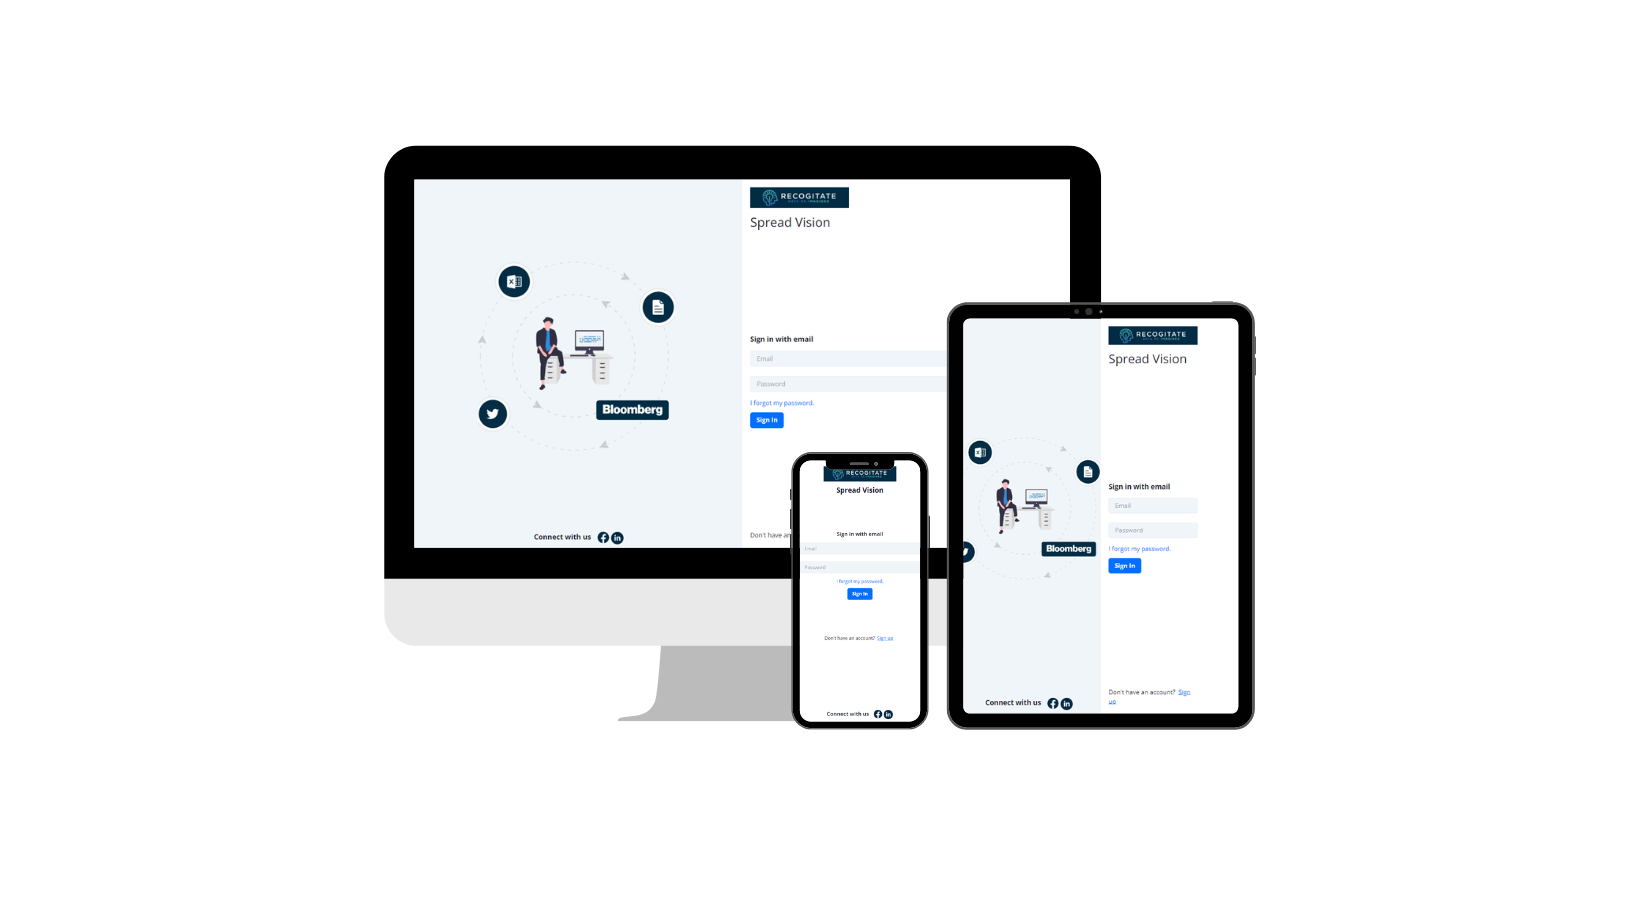 RECOGITATE
Spread Vision
Sign in with email
Email
Password
I forgot my password.
Sign In
Bloomberg
Connect with us
Don't have an
RECOGITATE
Spread Vision
Sign in with email
Email
Password
I forgot my password.
Sign In
Don't have an account? Sign up
Connect with us
RECOGITATE
Spread Vision
Sign in with email
Email
Password
I forgot my password.
Sign In
Bloomberg
Don't have an account? Sign
up
Connect with us